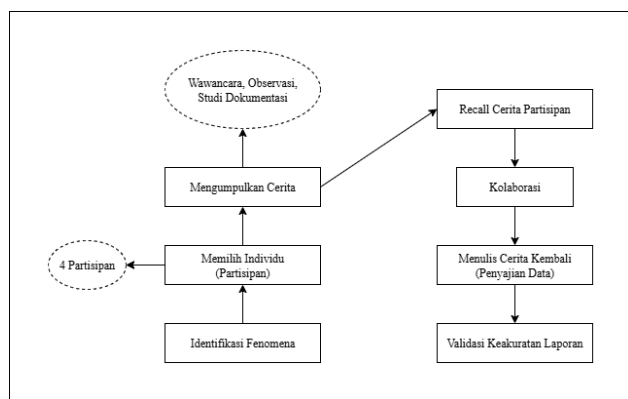 Wawancara, Observasi,
Studi Dokumentasi
Recall Cerita Partisipan
Mengumpulkan Cerita
Kolaborasi
4 Partisipan
Memilih Individu
(Partisipan)
Menulis Cerita Kembali
(Penyajian Data)
Identifikasi Fenomena
Validasi Keakuratan Laporan